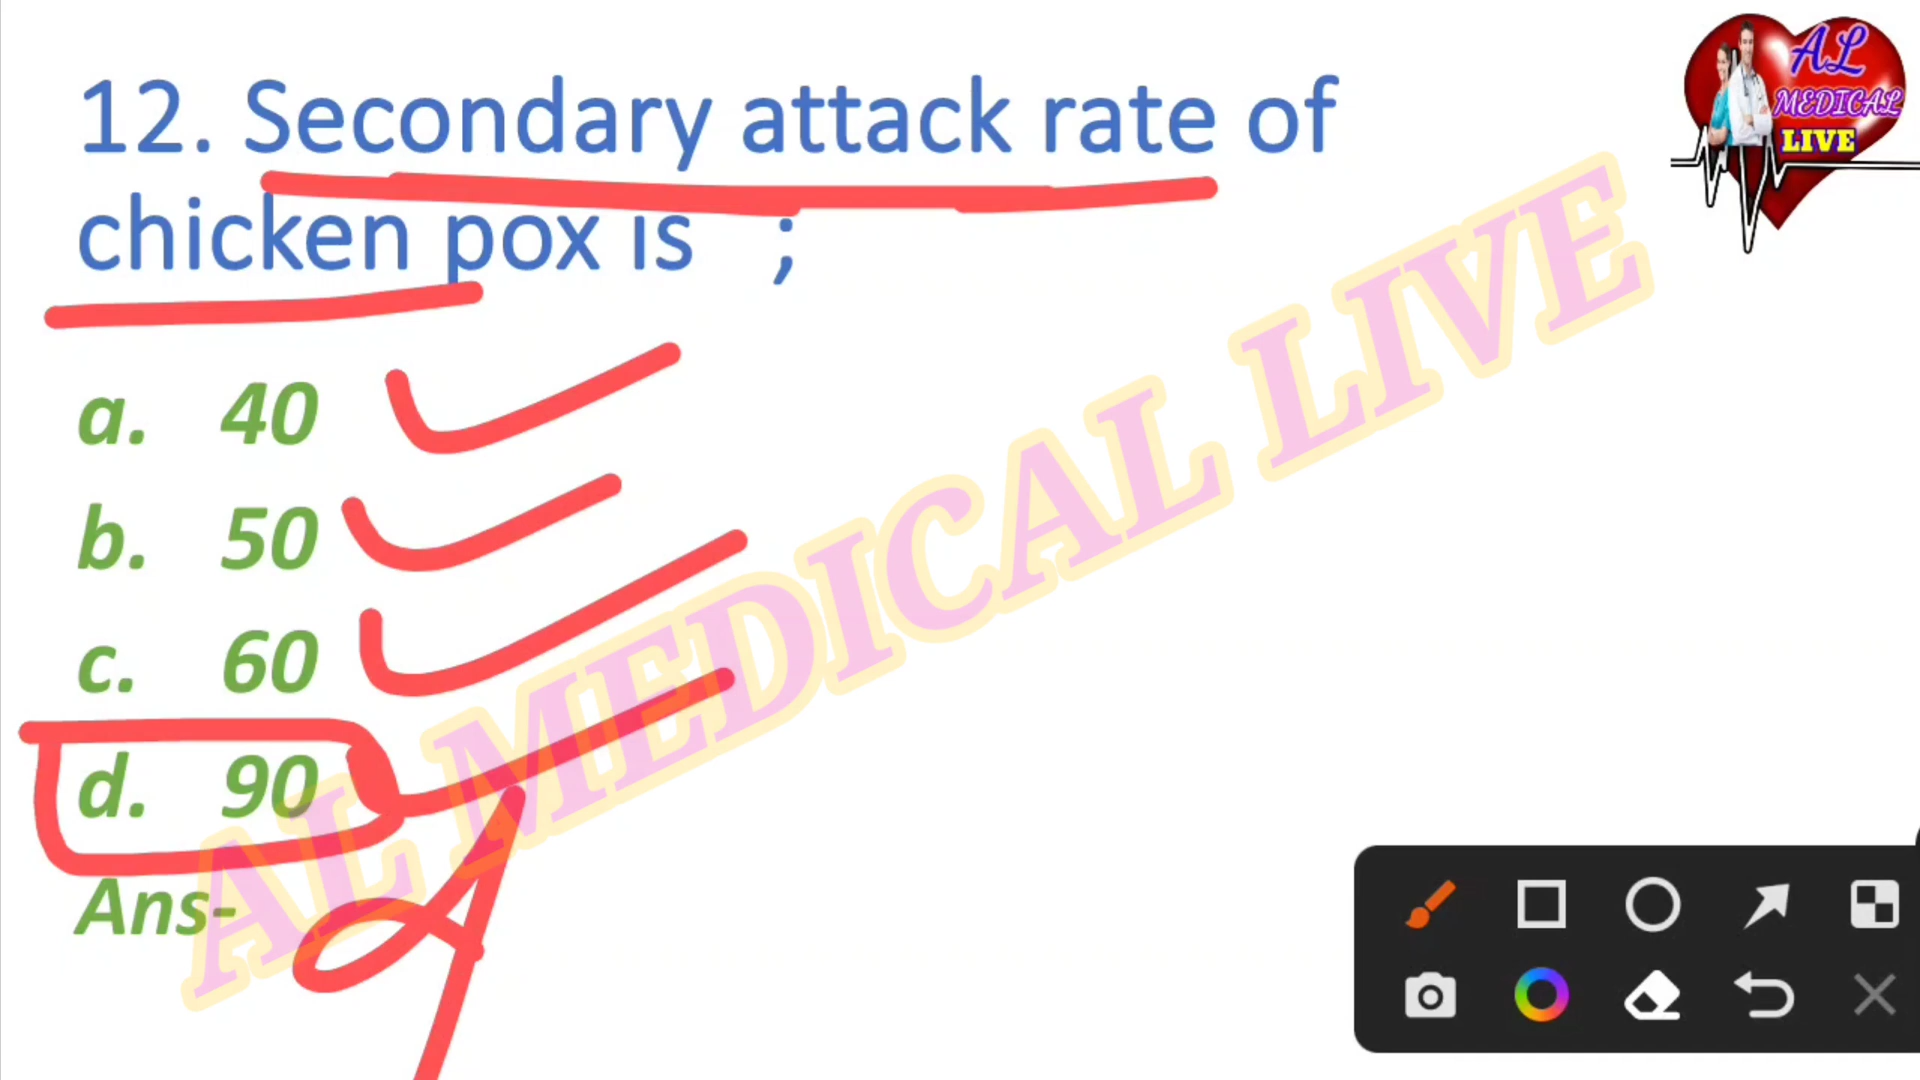 12. Secondary attack rate of
chicken pox is ;
a. 40
b. 50
c. 60
d. 90
Ans- d
AL MEDICAL LIVE
AL
MEDICAL
LIVE